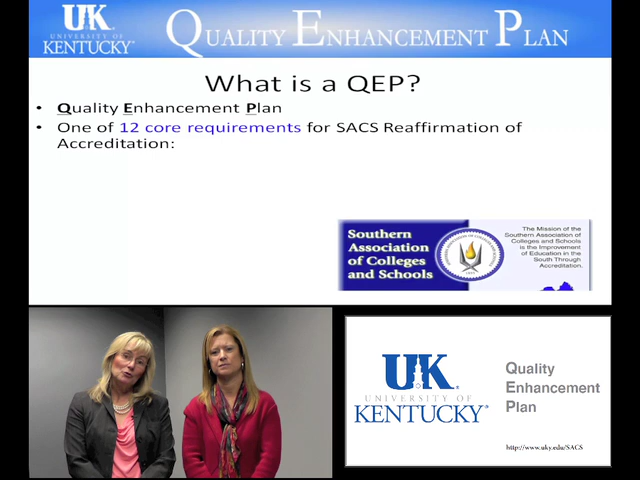 UK
UNIVERSITY OF
KENTUCKY
QUALITY ENHANCEMENT PLAN
What is a QEP?
• Quality Enhancement Plan
• One of 12 core requirements for SACS Reaffirmation of
Accreditation:
Southern
Association
of Colleges
and Schools
The Mission of the
Southern Association of
Colleges and Schools
is the Improvement
of Education in the
South Through
Accreditation.
UK
UNIVERSITY OF
KENTUCKY
Quality
Enhancement
Plan
http://www.uky.edu/SACS